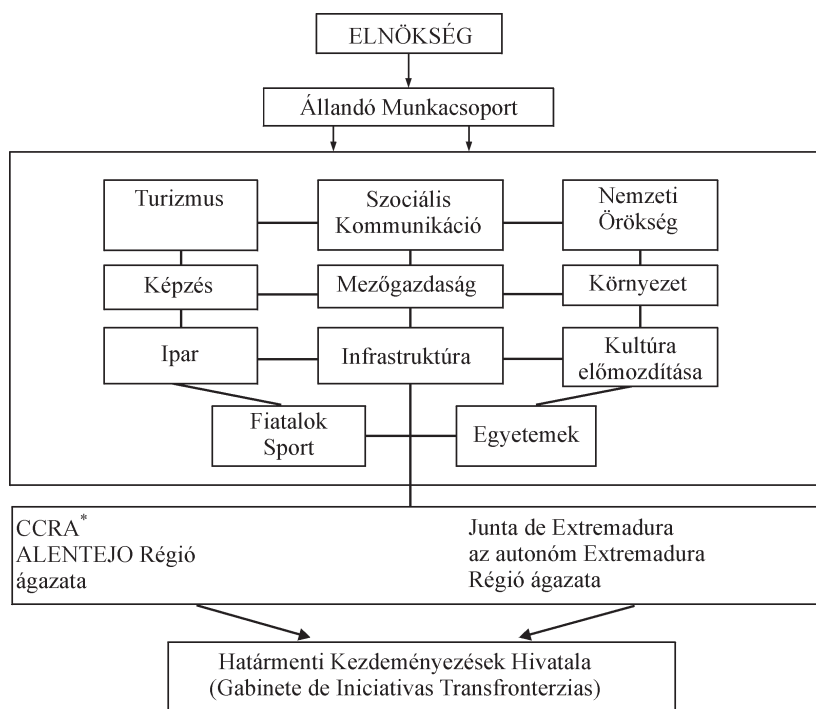 ELNÖKSÉG
Állandó Munkacsoport
Turizmus
Szociális
Kommunikáció
Nemzeti
Örökség
Képzés
Mezőgazdaság
Környezet
Ipar
Infrastruktúra
Kultúra
előmozdítása
Fiatalok
Sport
Egyetemek
CCRA*
ALENTEJO Régió
ágazata
Junta de Extremadura
az autonóm Extremadura
Régió ágazata
Határmenti Kezdeményezések Hivatala
(Gabinete de Iniciativas Transfronterzias)